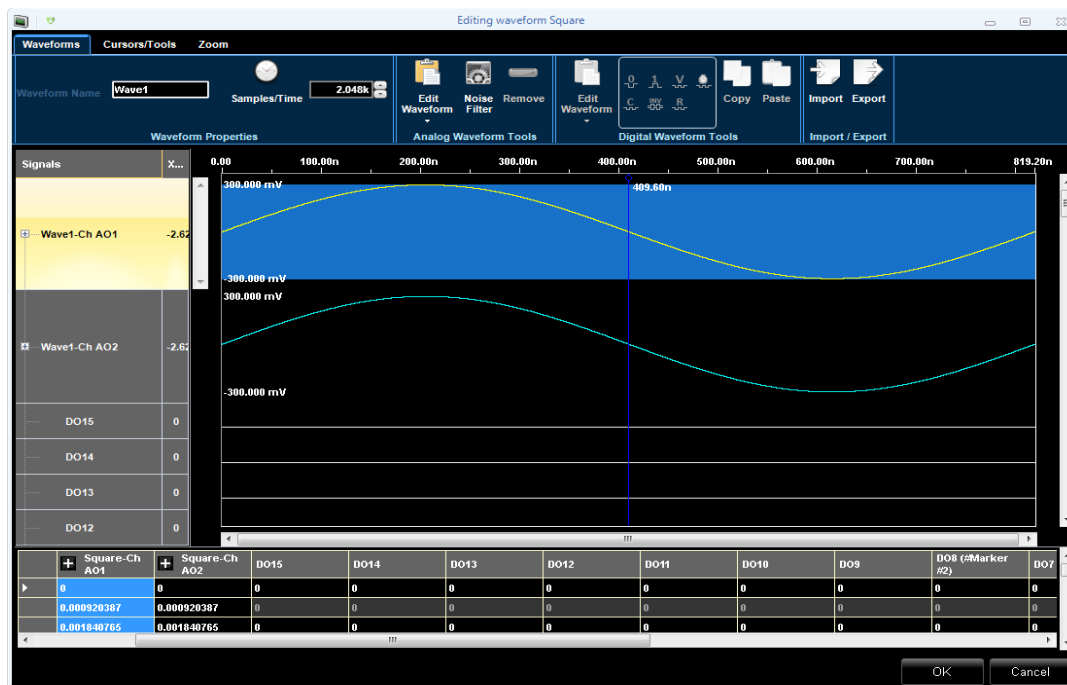 Editing waveform Square
Waveforms Cursors/Tools Zoom
Waveform Name Wave1 Samples/Time 2.048k
Edit Waveform Noise Filter Remove
Edit Waveform 0 1 V C INV R Copy Paste
Import Export
Waveform Properties Analog Waveform Tools Digital Waveform Tools Import / Export
Signals X... 0.00 100.00n 200.00n 300.00n 400.00n 500.00n 600.00n 700.00n 819.20n
300.000 mV 409.60n
Wave1-Ch AO1 -2.62
-300.000 mV
300.000 mV
Wave1-Ch AO2 -2.62
-300.000 mV
DO15 0
DO14 0
DO13 0
DO12 0
Square-Ch AO1 Square-Ch AO2 DO15 DO14 DO13 DO12 DO11 DO10 DO9 DO8 (#Marker #2) DO7
0 0 0 0 0 0 0 0 0 0 0
0.000920387 0.000920387 0 0 0 0 0 0 0 0 0
0.001840765 0.001840765 0 0 0 0 0 0 0 0 0
OK Cancel